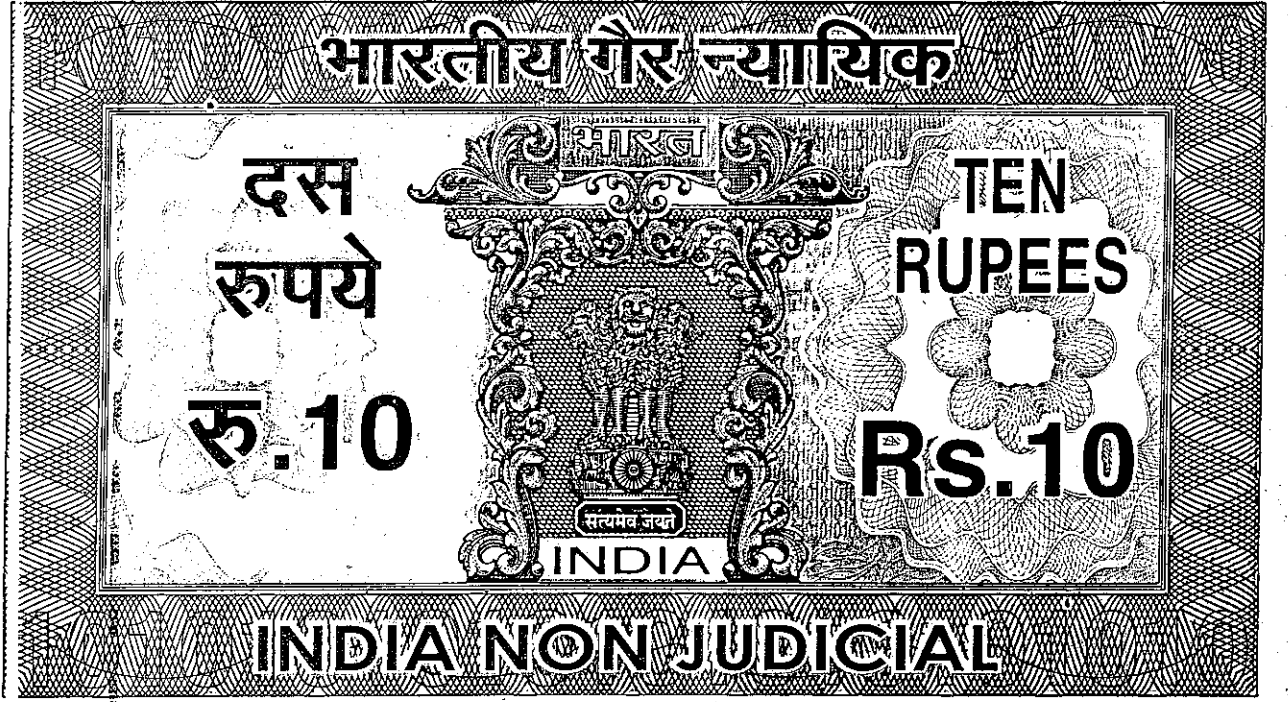 भारतीय गैर न्यायिक
भारत
दस
रुपये
रु.10
TEN
RUPEES
Rs.10
सत्यमेव जयते
INDIA
INDIA NON JUDICIAL